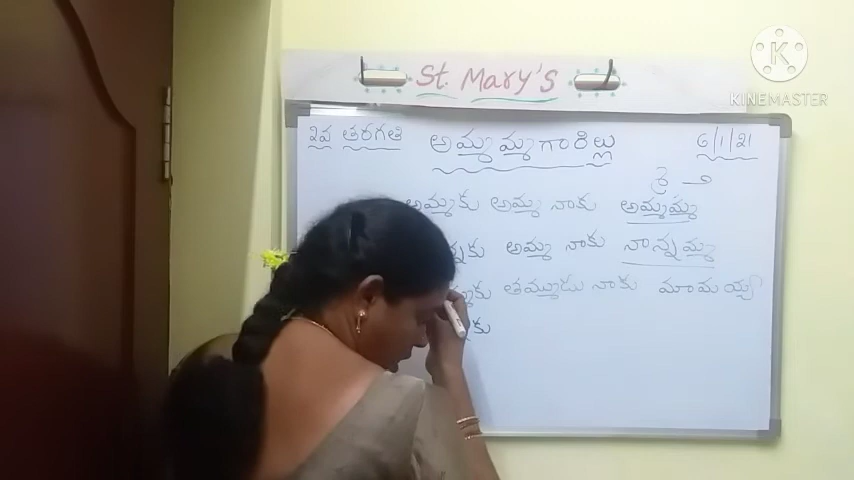 St. Mary's
KINEMASTER
2వ తరగతి అమ్మమ్మగారిల్లు 6/1/21
అమ్మకు అమ్మ నాకు అమ్మమ్మ
అమ్మ నాకు నాన్నమ్మ
తమ్ముడు నాకు మామయ్య